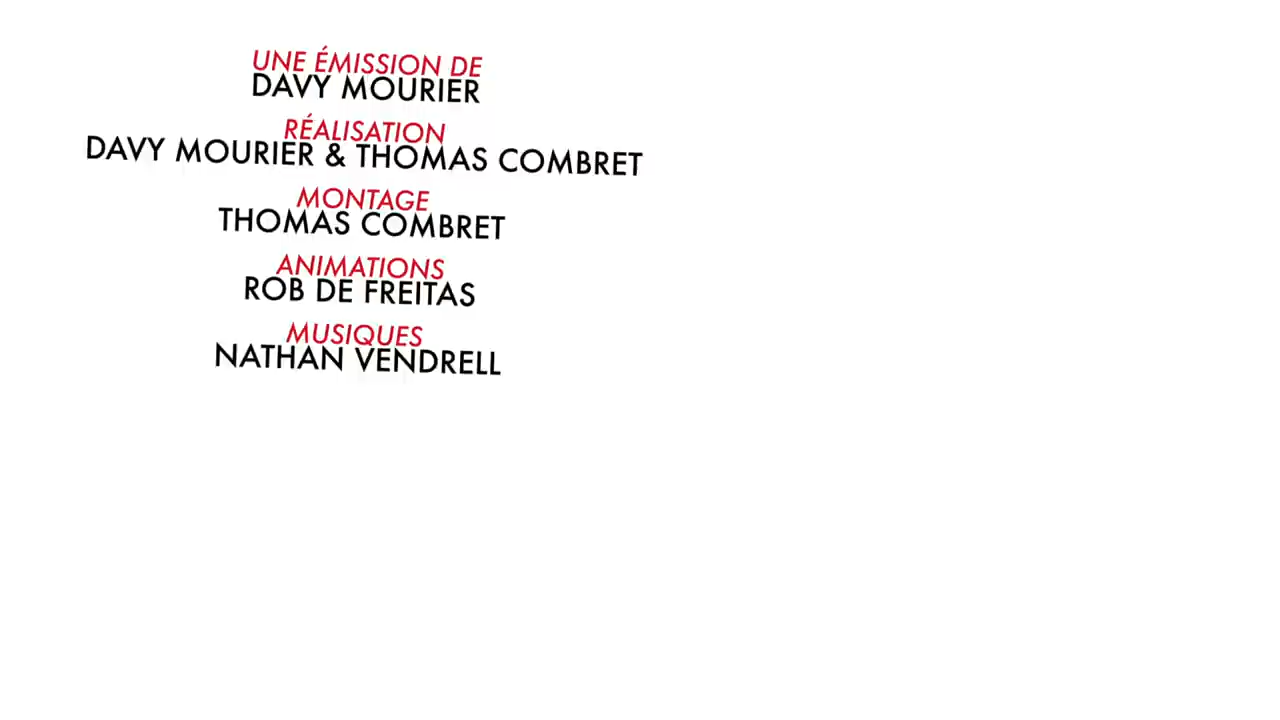 UNE ÉMISSION DE
DAVY MOURIER
RÉALISATION
DAVY MOURIER & THOMAS COMBRET
MONTAGE
THOMAS COMBRET
ANIMATIONS
ROB DE FREITAS
MUSIQUES
NATHAN VENDRELL